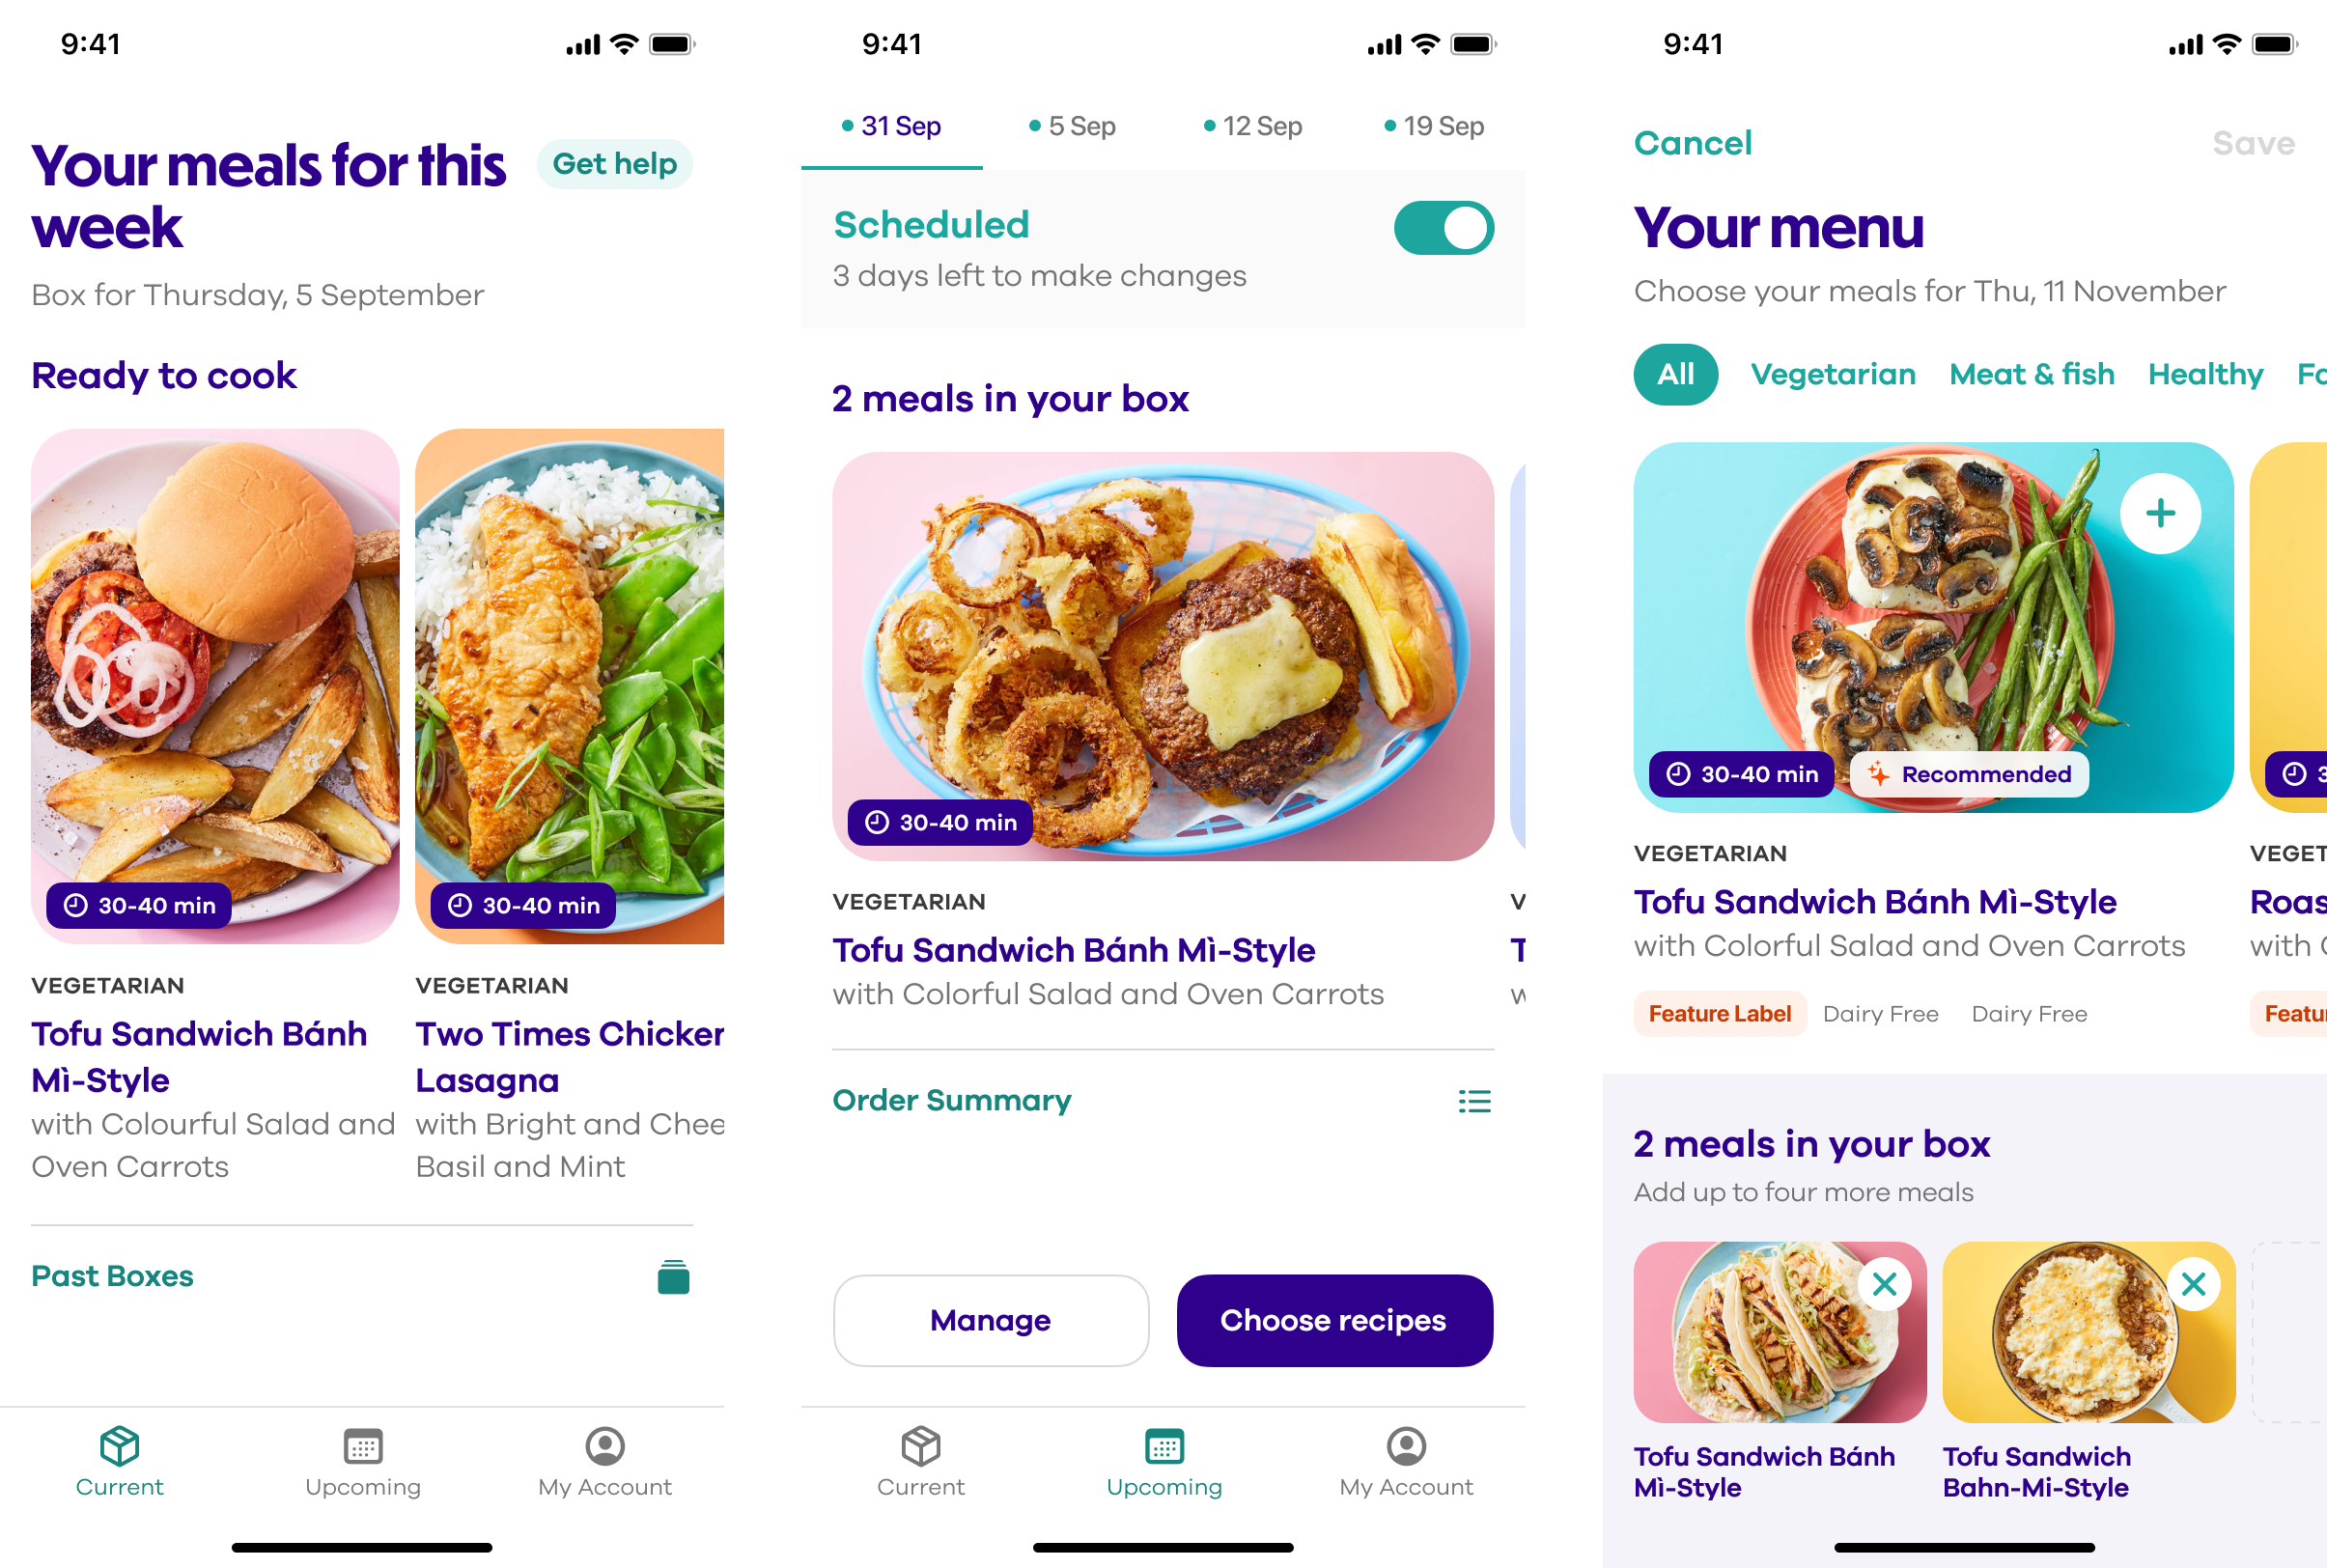 9:41
Your meals for this
week
Get help
Box for Thursday, 5 September
Ready to cook
30-40 min
30-40 min
VEGETARIAN
Tofu Sandwich Bánh
Mì-Style
with Colourful Salad and
Oven Carrots
VEGETARIAN
Two Times Chicken
Lasagna
with Bright and Chee
Basil and Mint
Past Boxes
Current
Upcoming
My Account
9:41
31 Sep
5 Sep
12 Sep
19 Sep
Scheduled
3 days left to make changes
2 meals in your box
30-40 min
VEGETARIAN
Tofu Sandwich Bánh Mì-Style
with Colorful Salad and Oven Carrots
V
T
w
Order Summary
Manage
Choose recipes
Current
Upcoming
My Account
9:41
Cancel
Save
Your menu
Choose your meals for Thu, 11 November
All
Vegetarian
Meat & fish
Healthy
Fa
30-40 min
Recommended
3
VEGETARIAN
Tofu Sandwich Bánh Mì-Style
with Colorful Salad and Oven Carrots
Feature Label
Dairy Free
Dairy Free
VEGET
Roas
with C
Featur
2 meals in your box
Add up to four more meals
Tofu Sandwich Bánh
Mì-Style
Tofu Sandwich
Bahn-Mi-Style